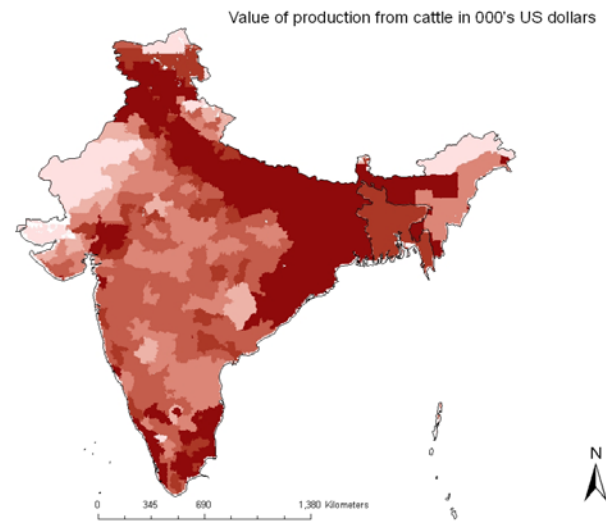 Value of production from cattle in 000's US dollars
N
0 345 690 1,380 Kilometers